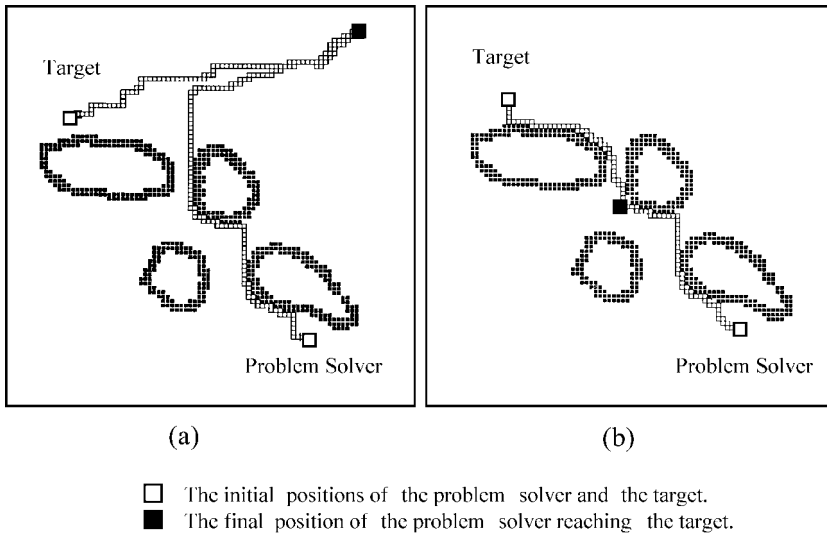 Target
Problem Solver
(a)
Target
Problem Solver
(b)
The initial positions of the problem solver and the target.
The final position of the problem solver reaching the target.